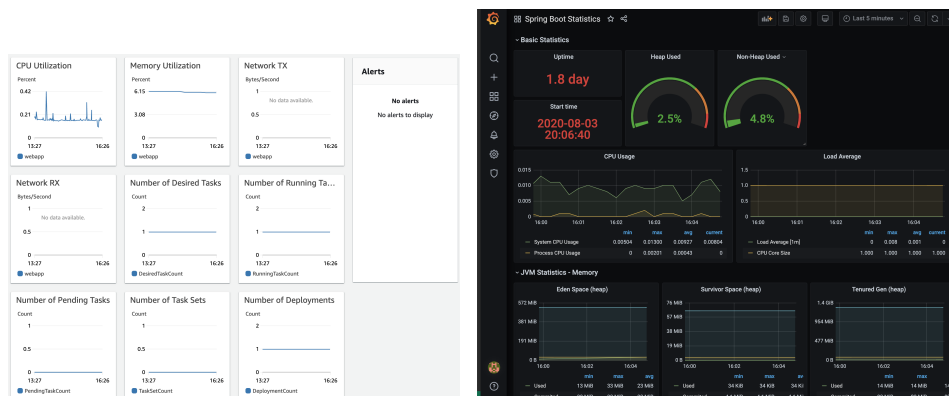 CPU Utilization
Percent
0.42
0.21
0
13:27 16:26
webapp
Memory Utilization
Percent
6.15
3.08
0
13:27 16:26
webapp
Network TX
Bytes/Second
1
No data available.
0.5
0
13:27 16:26
webapp
Alerts
No alerts
No alerts to display
Network RX
Bytes/Second
1
No data available.
0.5
0
13:27 16:26
webapp
Number of Desired Tasks
Count
2
1
0
13:27 16:26
DesiredTaskCount
Number of Running Ta...
Count
2
1
0
13:27 16:26
RunningTaskCount
Number of Pending Tasks
Count
1
0.5
0
13:27 16:26
PendingTaskCount
Number of Task Sets
Count
1
0.5
0
13:27 16:26
TaskSetCount
Number of Deployments
Count
2
1
0
13:27 16:26
DeploymentCount
Spring Boot Statistics
Last 5 minutes
Basic Statistics
Uptime
1.8 day
Start time
2020-08-03
20:06:40
Heap Used
2.5%
Non-Heap Used
4.8%
CPU Usage
0.015
0.010
0.005
0
16:00 16:01 16:02 16:03 16:04
min max avg current
System CPU Usage 0.00504 0.01300 0.00927 0.00804
Process CPU Usage 0 0.00201 0.00043 0
Load Average
1.5
1.0
0.5
0
16:00 16:01 16:02 16:03 16:04
min max avg current
Load Average [1m] 0 0.008 0.001 0
CPU Core Size 1.000 1.000 1.000 1.000
JVM Statistics - Memory
Eden Space (heap)
572 MiB
381 MiB
191 MiB
0 B
16:00 16:02 16:04
min max avg
Used 13 MiB 33 MiB 23 MiB
Survivor Space (heap)
76 MiB
57 MiB
38 MiB
19 MiB
0 B
16:00 16:02 16:04
min max av
Used 34 KiB 34 KiB 34 Ki
Tenured Gen (heap)
1.4 GiB
954 MiB
477 MiB
0 B
16:00 16:02 16:04
min max
Used 14 MiB 14 MiB